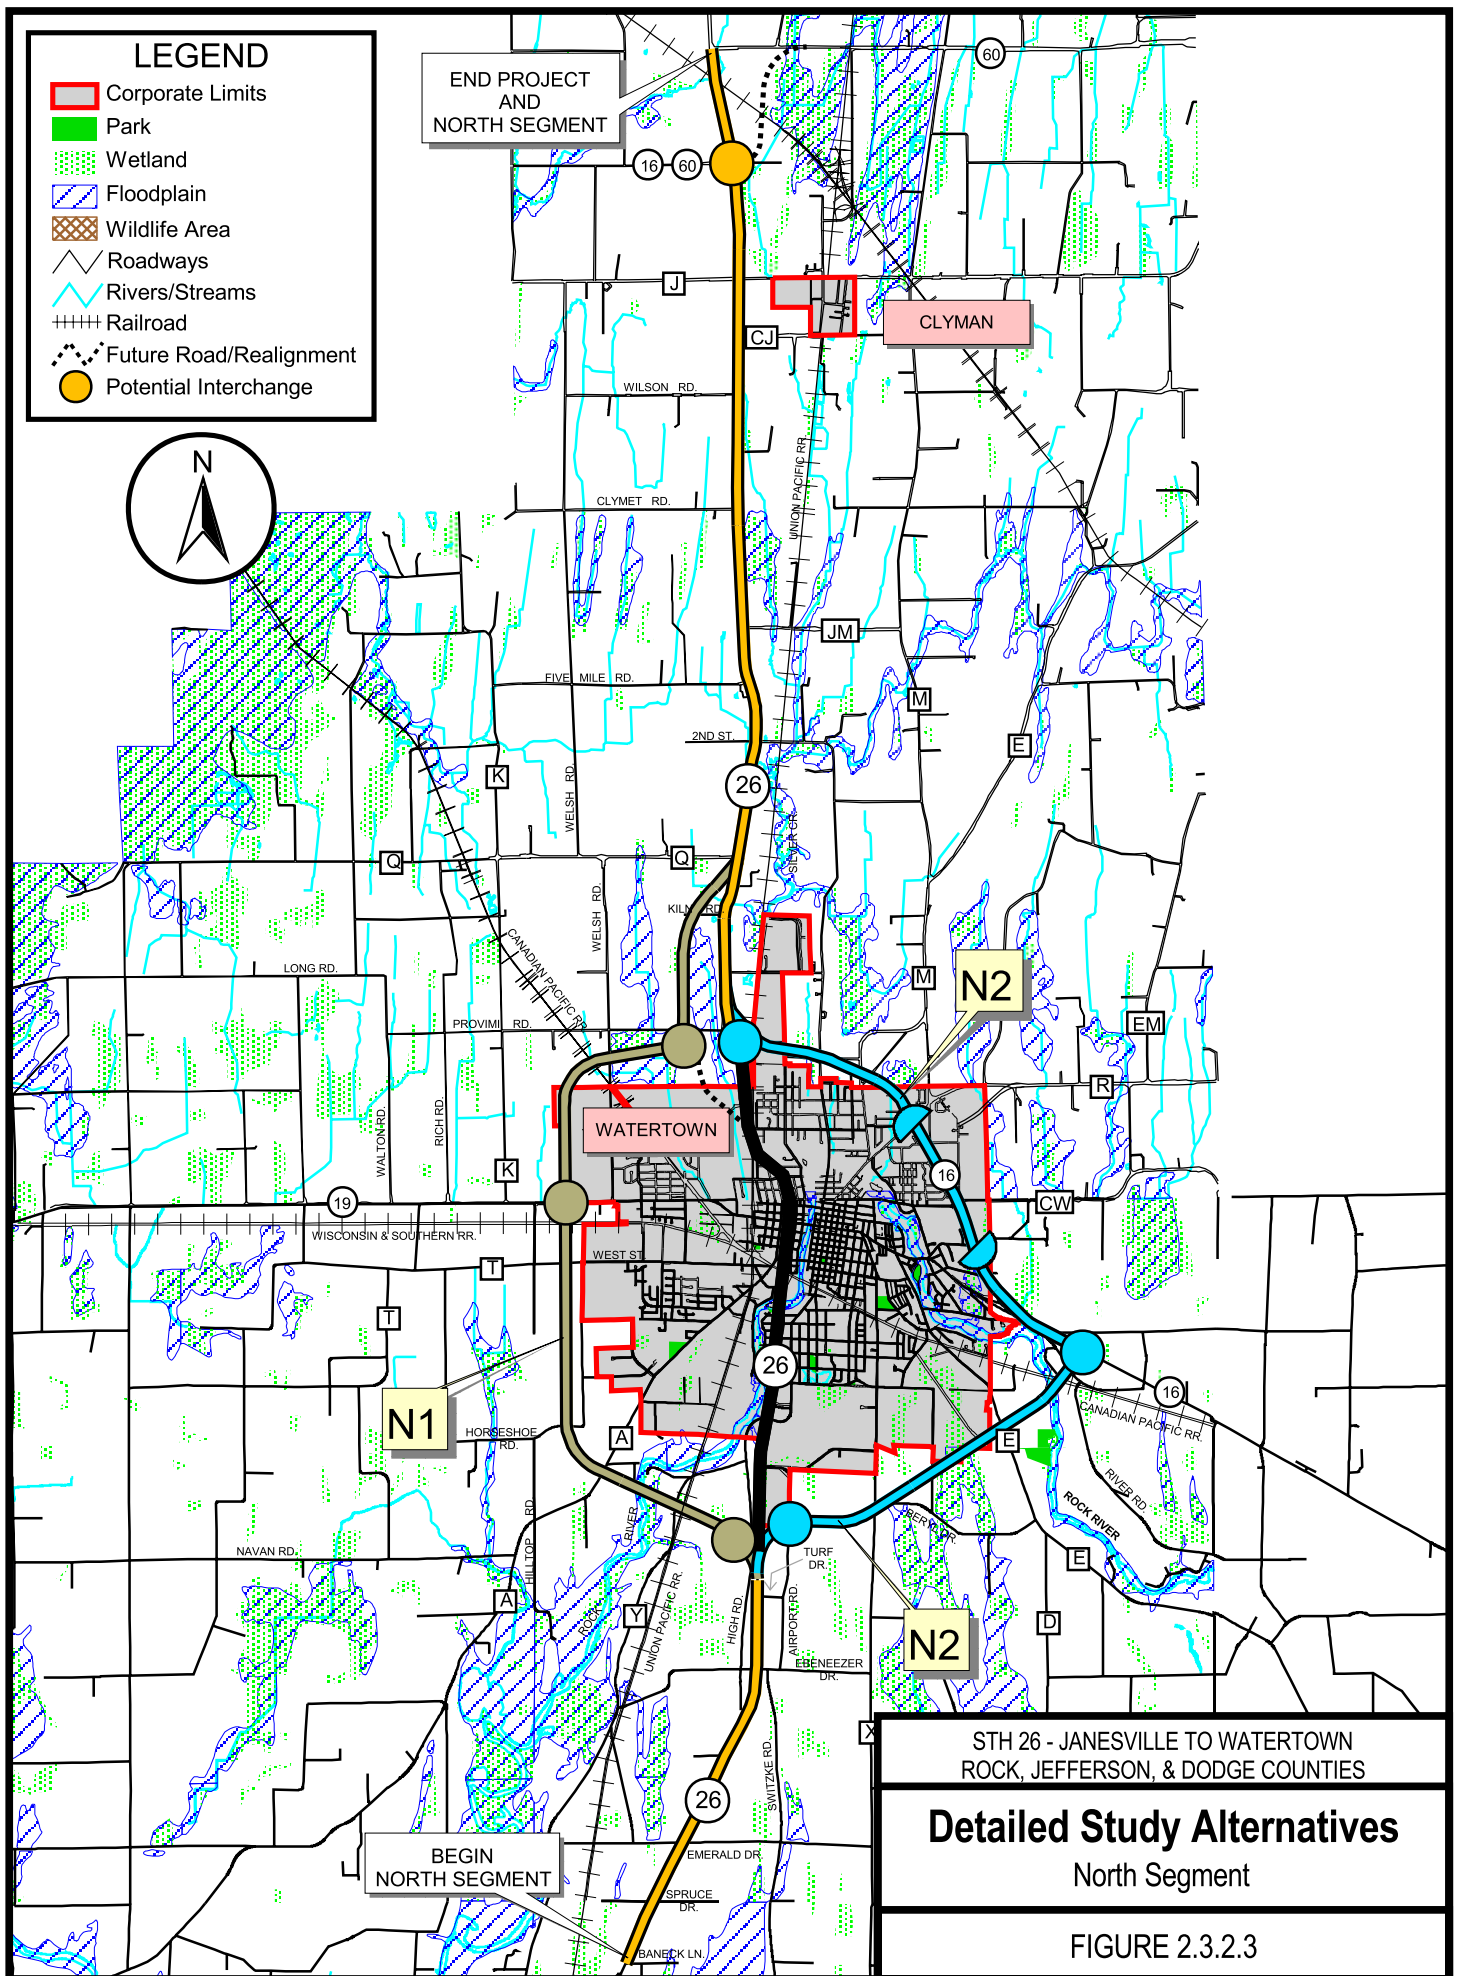 LEGEND
Corporate Limits
Park
Wetland
Floodplain
Wildlife Area
Roadways
Rivers/Streams
Railroad
Future Road/Realignment
Potential Interchange
N
END PROJECT
AND
NORTH SEGMENT
60
16
60
J
CLYMAN
CJ
WILSON RD.
UNION PACIFIC RR.
CLYMET RD.
JM
FIVE MILE RD.
M
2ND ST.
E
K
WELSH RD.
26
SILVER CR.
Q
Q
KILN RD.
WELSH RD.
CANADIAN PACIFIC RR.
LONG RD.
M
N2
PROVIMI RD.
EM
R
WALTON RD.
RICH RD.
WATERTOWN
K
16
19
CW
WISCONSIN & SOUTHERN RR.
WEST ST.
T
T
26
16
CANADIAN PACIFIC RR.
N1
HORSESHOE
RD.
A
E
RIVER RD.
ROCK RIVER
HILLTOP RD.
RIVER
BERYL DR.
NAVAN RD.
TURF
DR.
E
A
ROCK
Y
UNION PACIFIC RR.
HIGH RD.
AIRPORT RD.
N2
D
EBENEEZER
DR.
X
SWITZKE RD.
26
STH 26 - JANESVILLE TO WATERTOWN
ROCK, JEFFERSON, & DODGE COUNTIES
Detailed Study Alternatives
North Segment
BEGIN
NORTH SEGMENT
EMERALD DR.
SPRUCE
DR.
BANECK LN.
FIGURE 2.3.2.3